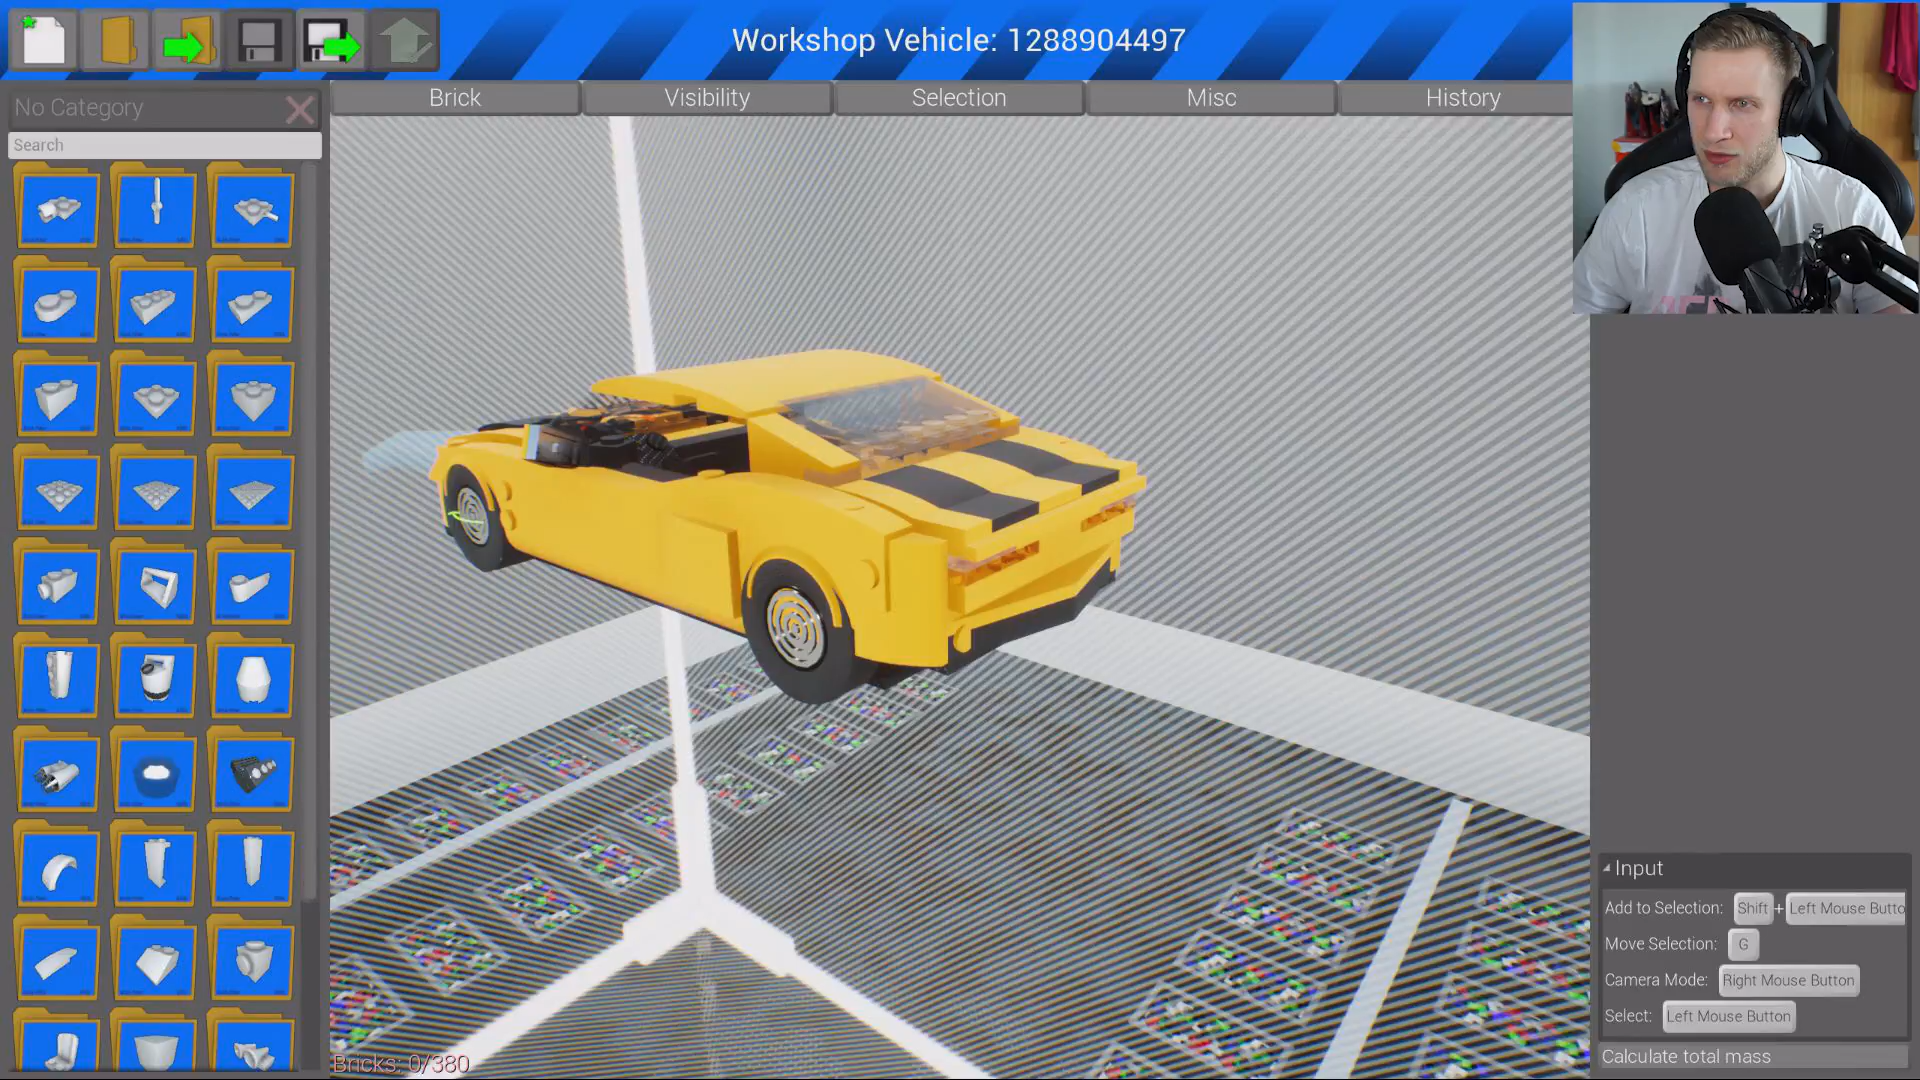 Workshop Vehicle: 1288904497
Brick
Visibility
Selection
Misc
History
No Category
Search
Bricks: 0/380
Input
Add to Selection: Shift + Left Mouse Butto
Move Selection: G
Camera Mode: Right Mouse Button
Select: Left Mouse Button
Calculate total mass